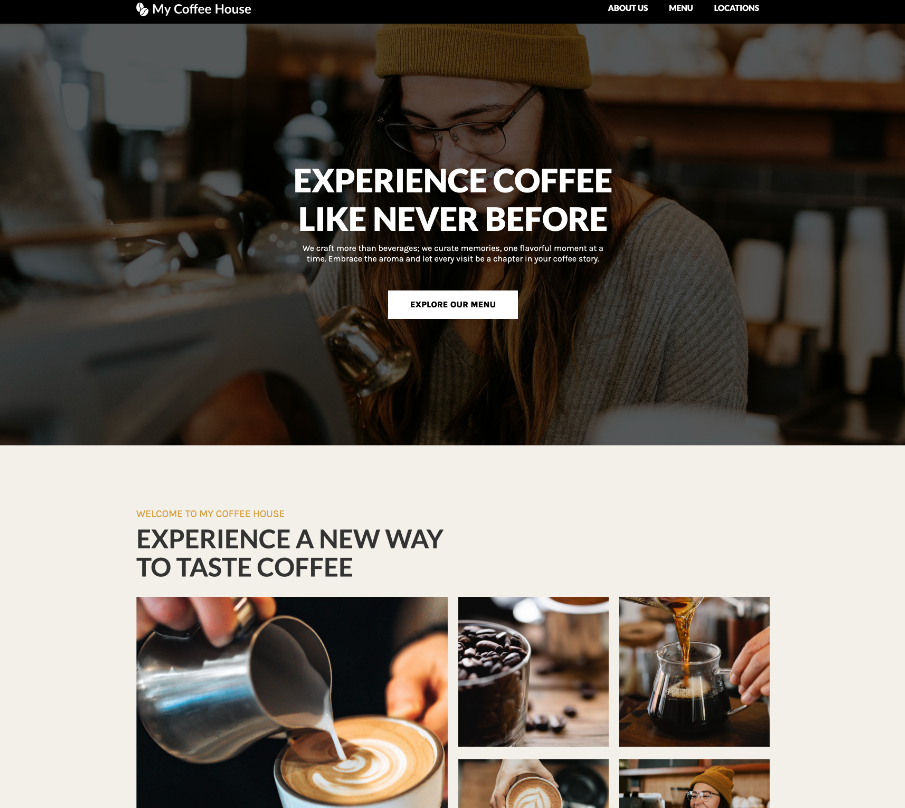 My Coffee House
ABOUT US MENU LOCATIONS
EXPERIENCE COFFEE
LIKE NEVER BEFORE
We craft more than beverages; we curate memories, one flavorful moment at a
time. Embrace the aroma and let every visit be a chapter in your coffee story.
EXPLORE OUR MENU
WELCOME TO MY COFFEE HOUSE
EXPERIENCE A NEW WAY
TO TASTE COFFEE